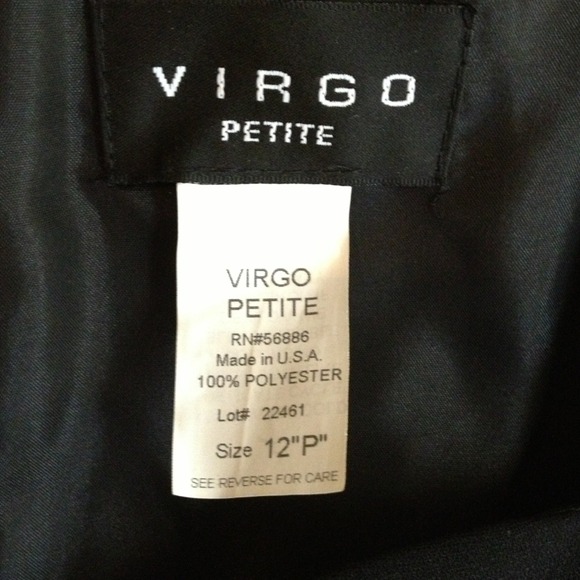 VIRGO
PETITE
VIRGO
PETITE
RN#56886
Made in U.S.A.
100% POLYESTER
Lot# 22461
Size 12"P"
SEE REVERSE FOR CARE